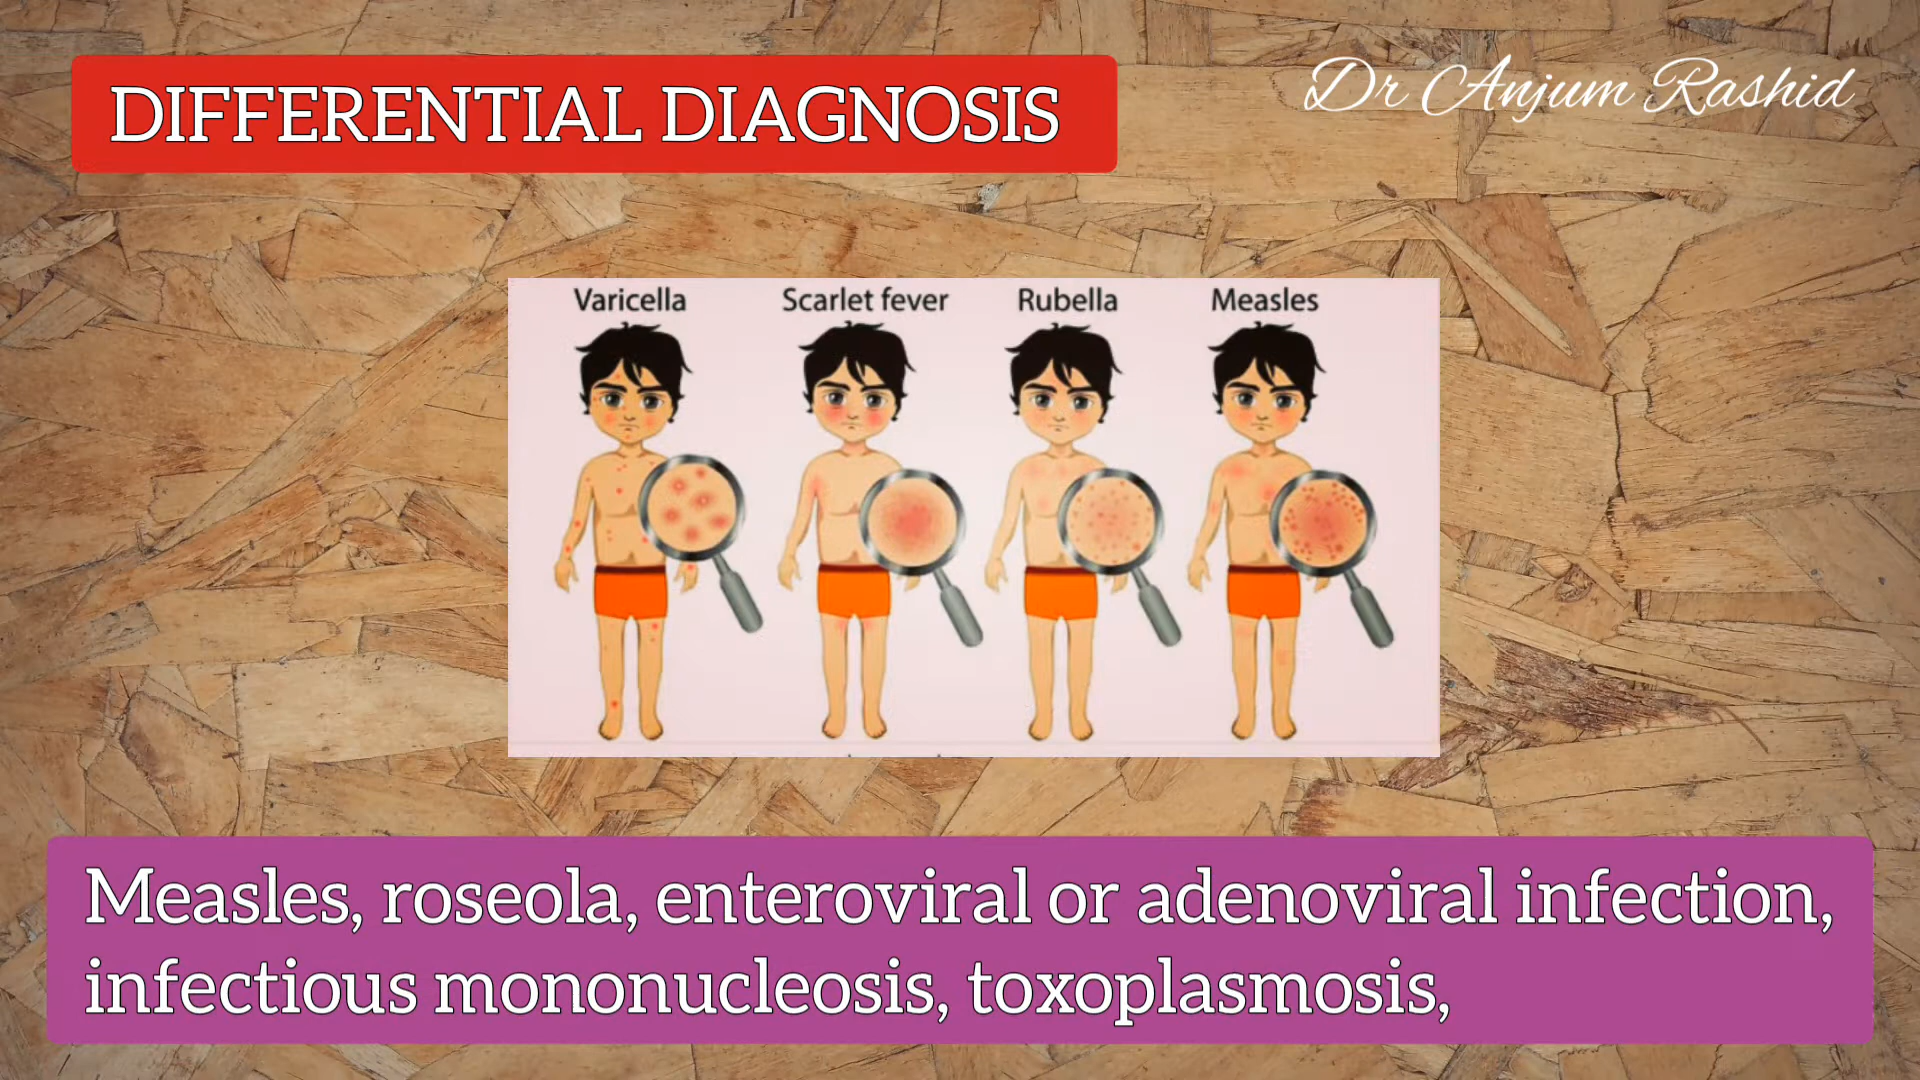 DIFFERENTIAL DIAGNOSIS
Dr Anjum Rashid
Varicella Scarlet fever Rubella Measles
Measles, roseola, enteroviral or adenoviral infection,
infectious mononucleosis, toxoplasmosis,